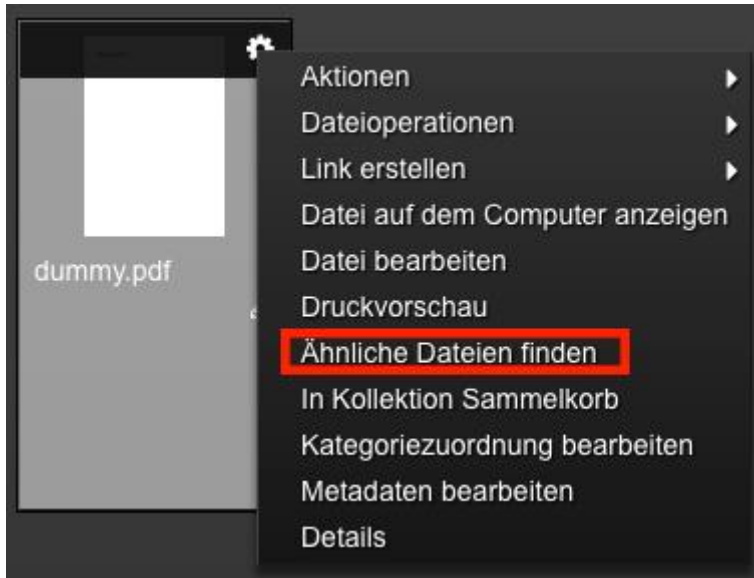 Aktionen
Dateioperationen
Link erstellen
Datei auf dem Computer anzeigen
dummy.pdf
Datei bearbeiten
Druckvorschau
Ähnliche Dateien finden
In Kollektion Sammelkorb
Kategoriezuordnung bearbeiten
Metadaten bearbeiten
Details